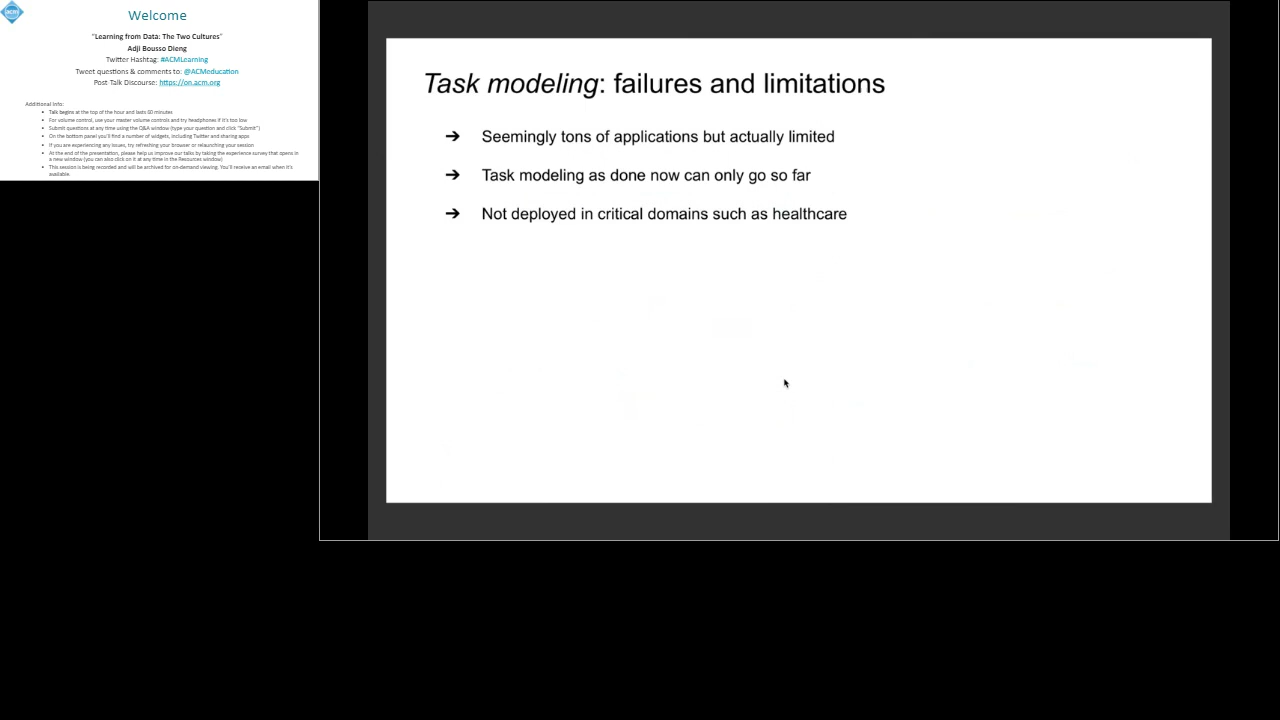 Welcome
"Learning from Data: The Two Cultures"
Adji Bousso Dieng
Twitter Hashtag: #ACMLearning
Tweet questions & comments to: @ACMeducation
Post-Talk Discourse: https://on.acm.org
Additional Info:
• Talk begins at the top of the hour and lasts 60 minutes
• For volume control, use your master volume controls and try headphones if it's too low
• Submit questions at any time using the Q&A window (type your question and click "Submit")
• On the bottom panel you'll find a number of widgets, including Twitter and sharing apps
• If you are experiencing any issues, try refreshing your browser or relaunching your session
• At the end of the presentation, please help us improve our talks by taking the experience survey that opens in
a new window (you can also click on it at any time in the Resources window)
• This session is being recorded and will be archived for on-demand viewing. You'll receive an email when it's
available.
Task modeling: failures and limitations
➔ Seemingly tons of applications but actually limited
➔ Task modeling as done now can only go so far
➔ Not deployed in critical domains such as healthcare